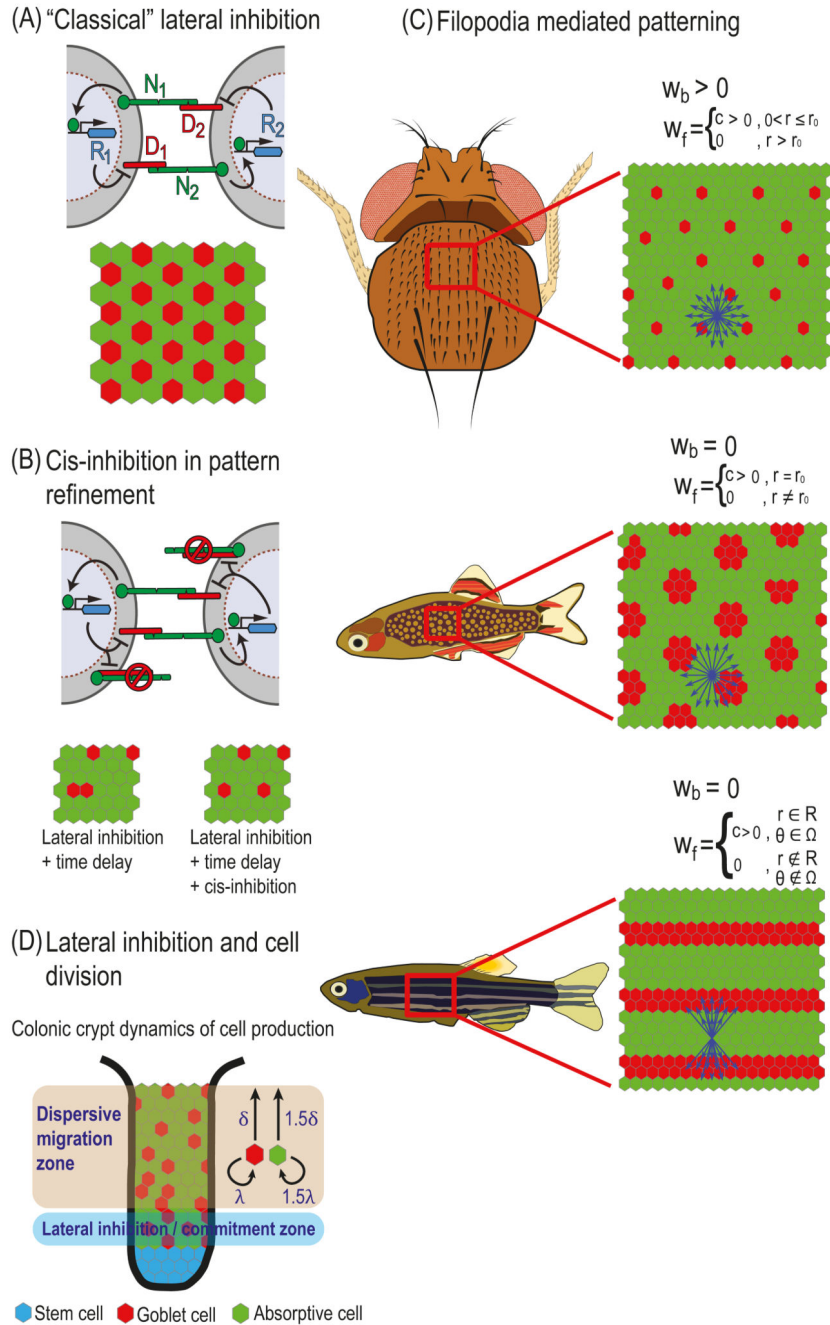 (A) “Classical” lateral inhibition
N1
D2
R2
R1
D1
N2
(B) Cis-inhibition in pattern
refinement
Lateral inhibition
+ time delay
Lateral inhibition
+ time delay
+ cis-inhibition
(C) Filopodia mediated patterning
wb > 0
wf = { c > 0 , 0< r ≤ r0
0 , r > r0
wb = 0
wf = { c > 0 , r = r0
0 , r ≠ r0
wb = 0
wf = { c>0 , r ∈ R
θ ∈ Ω
0 , r ∉ R
θ ∉ Ω
(D) Lateral inhibition and cell
division
Colonic crypt dynamics of cell production
Dispersive
migration
zone
δ 1.5δ
λ 1.5λ
Lateral inhibition / commitment zone
Stem cell Goblet cell Absorptive cell